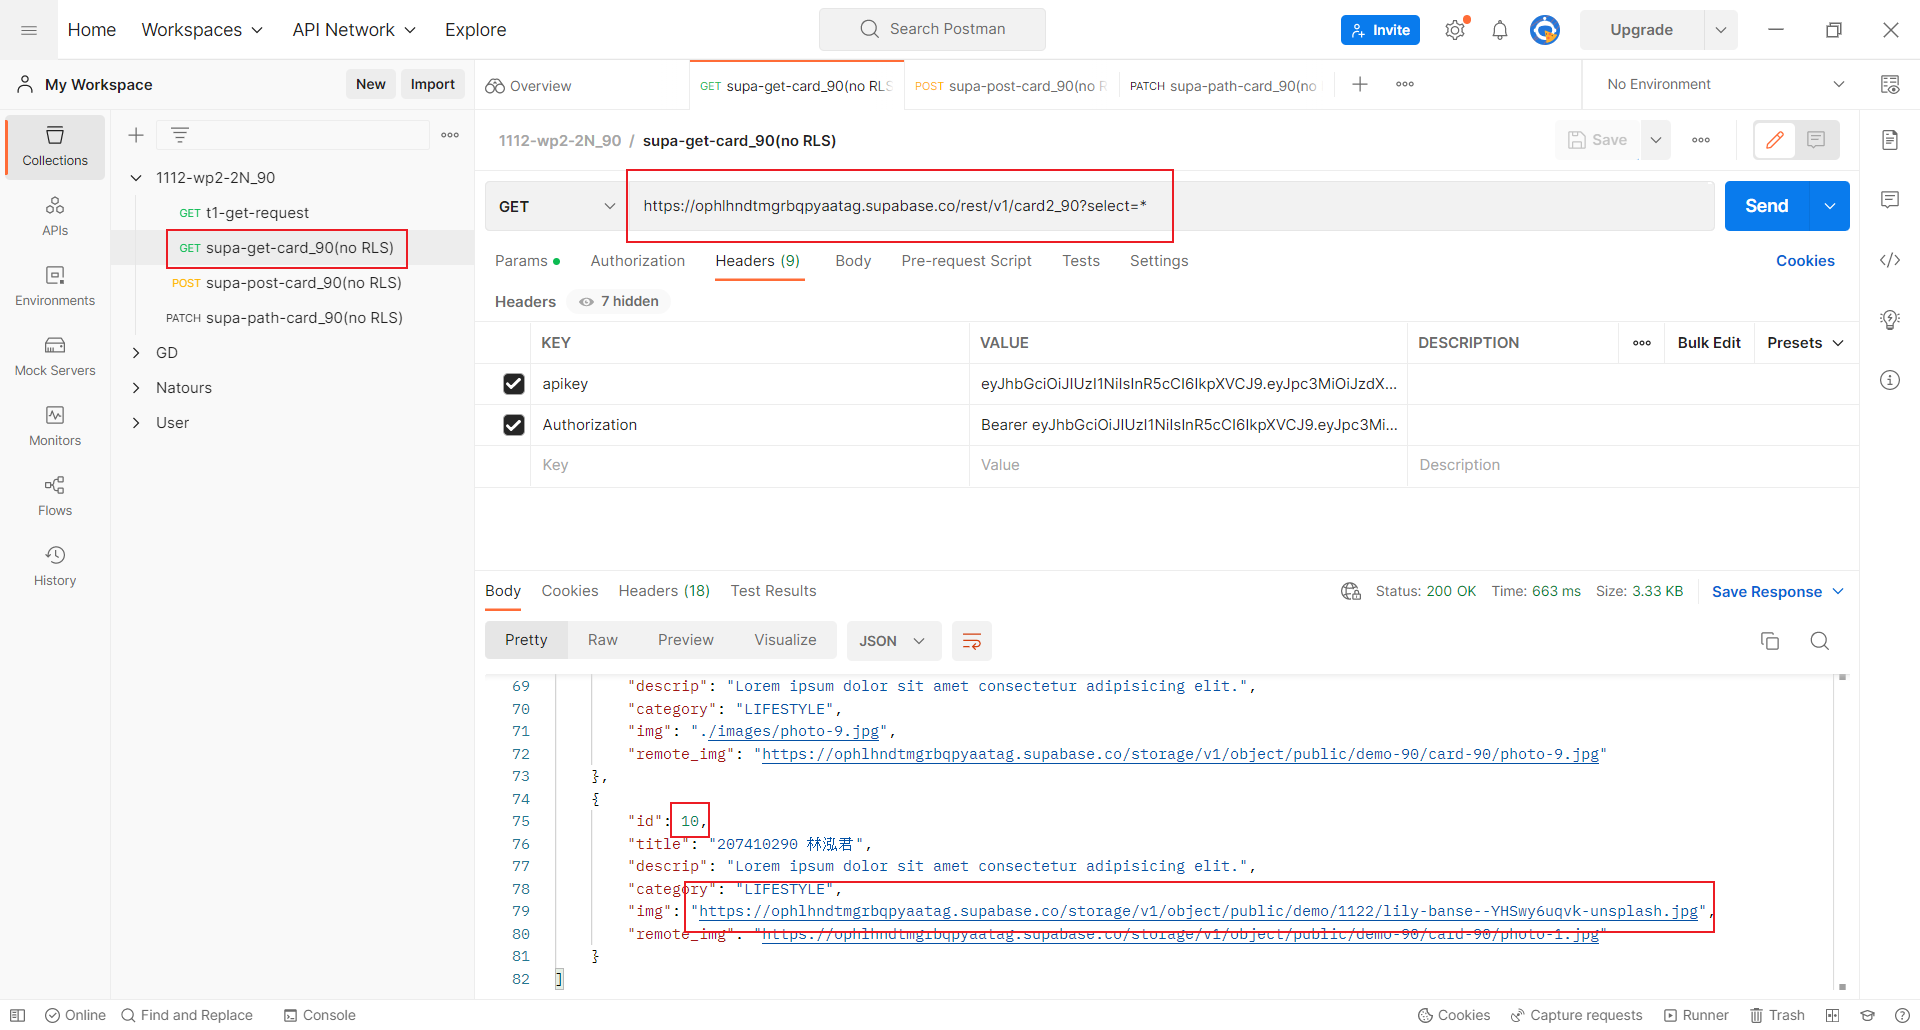 Home
Workspaces
API Network
Explore
Search Postman
Invite
Upgrade
My Workspace
New
Import
Overview
GET supa-get-card_90(no RLS
POST supa-post-card_90(no R
PATCH supa-path-card_90(no
No Environment
Collections
APIs
Environments
Mock Servers
Monitors
Flows
History
1112-wp2-2N_90
GET t1-get-request
GET supa-get-card_90(no RLS)
POST supa-post-card_90(no RLS)
PATCH supa-path-card_90(no RLS)
GD
Natours
User
1112-wp2-2N_90 / supa-get-card_90(no RLS)
Save
GET
https://ophlhndtmgrbqpyaatag.supabase.co/rest/v1/card2_90?select=*
Send
Params
Authorization
Headers (9)
Body
Pre-request Script
Tests
Settings
Cookies
Headers
7 hidden
KEY
VALUE
DESCRIPTION
Bulk Edit
Presets
apikey
eyJhbGciOiJIUzI1NiIsInR5cCI6IkpXVCJ9.eyJpc3MiOiJzdX...
Authorization
Bearer eyJhbGciOiJIUzI1NiIsInR5cCI6IkpXVCJ9.eyJpc3Mi...
Key
Value
Description
Body
Cookies
Headers (18)
Test Results
Status: 200 OK
Time: 663 ms
Size: 3.33 KB
Save Response
Pretty
Raw
Preview
Visualize
JSON
69 "descrip": "Lorem ipsum dolor sit amet consectetur adipisicing elit.",
70 "category": "LIFESTYLE",
71 "img": "./images/photo-9.jpg",
72 "remote_img": "https://ophlhndtmgrbqpyaatag.supabase.co/storage/v1/object/public/demo-90/card-90/photo-9.jpg"
73 },
74 {
75 "id": 10,
76 "title": "207410290 林泓君",
77 "descrip": "Lorem ipsum dolor sit amet consectetur adipisicing elit.",
78 "category": "LIFESTYLE",
79 "img": "https://ophlhndtmgrbqpyaatag.supabase.co/storage/v1/object/public/demo/1122/lily-banse--YHSwy6uqvk-unsplash.jpg",
80 "remote_img": "https://ophlhndtmgrbqpyaatag.supabase.co/storage/v1/object/public/demo-90/card-90/photo-1.jpg"
81 }
82 ]
Online
Find and Replace
Console
Cookies
Capture requests
Runner
Trash